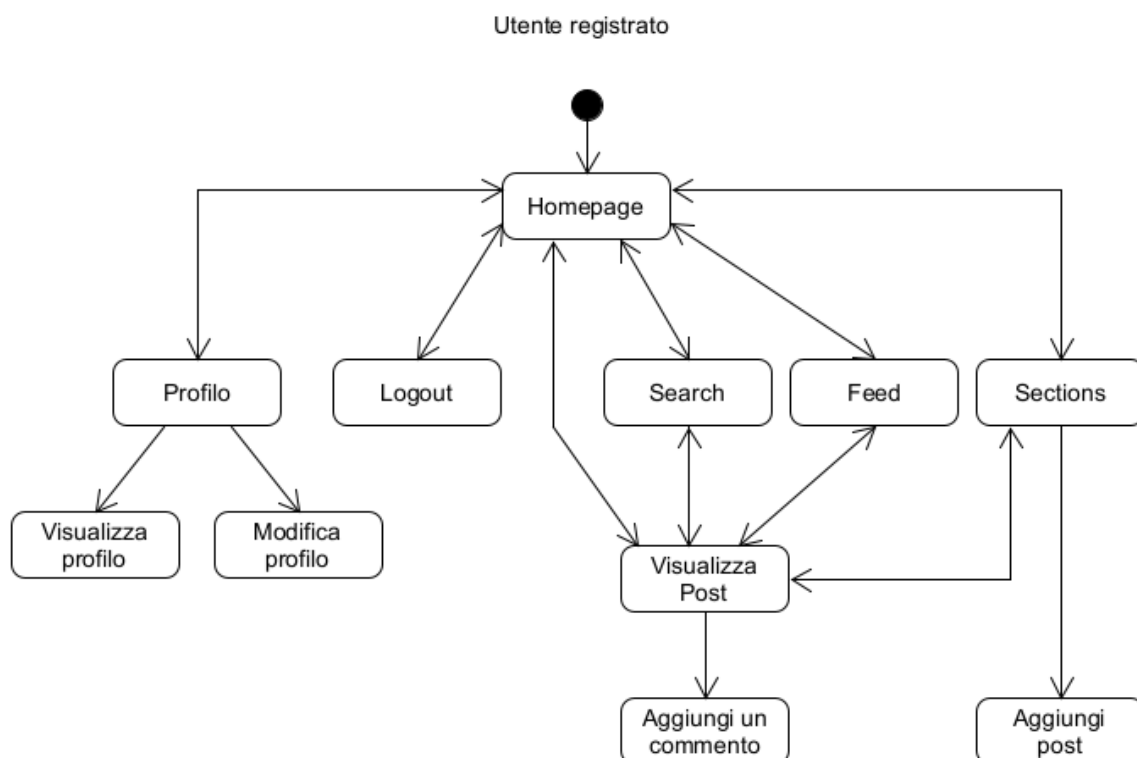 Utente registrato
Homepage
Profilo
Logout
Search
Feed
Sections
Visualizza
profilo
Modifica
profilo
Visualizza
Post
Aggiungi un
commento
Aggiungi
post